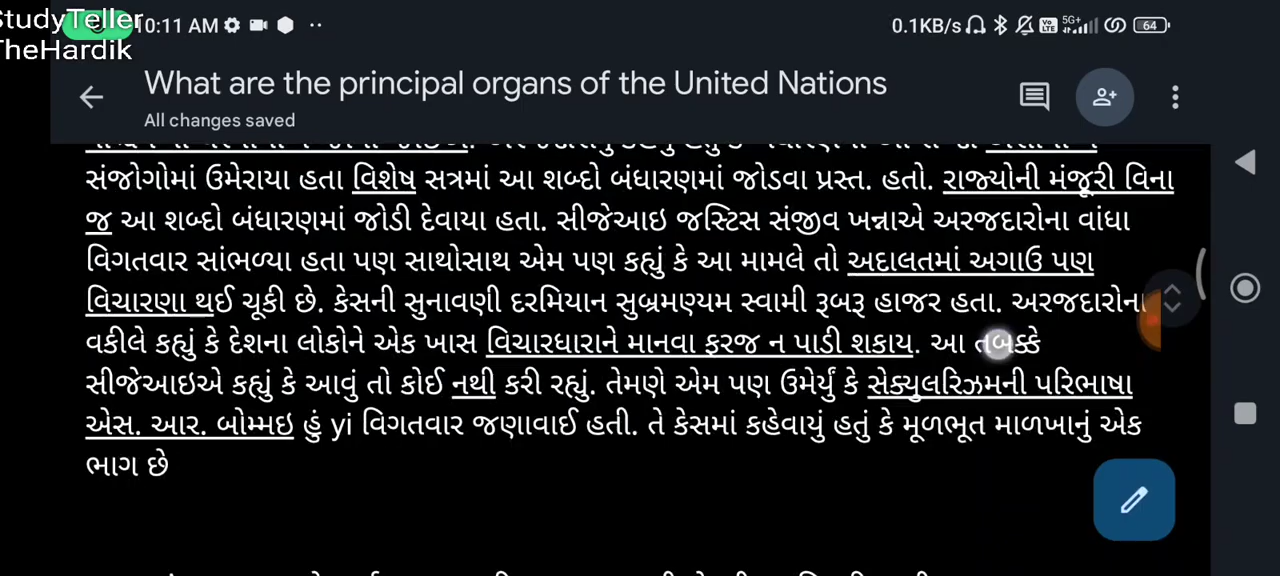 StudyTeller
10:11 AM
0.1KB/s 5G+ 64
TheHardik
What are the principal organs of the United Nations
All changes saved
સંજોગોમાં ઉમેરાયા હતા વિશેષ સત્રમાં આ શબ્દો બંધારણમાં જોડવા પ્રસ્ત. હતો. રાજ્યોની મંજૂરી વિના
જ આ શબ્દો બંધારણમાં જોડી દેવાયા હતા. સીજેઆઇ જસ્ટિસ સંજીવ ખન્નાએ અરજદારોના વાંધા
વિગતવાર સાંભળ્યા હતા પણ સાથોસાથ એમ પણ કહ્યું કે આ મામલે તો અદાલતમાં અગાઉ પણ
વિચારણા થઈ ચૂકી છે. કેસની સુનાવણી દરમિયાન સુબ્રમણ્યમ સ્વામી રૂબરૂ હાજર હતા. અરજદારોના
વકીલે કહ્યું કે દેશના લોકોને એક ખાસ વિચારધારાને માનવા ફરજ ન પાડી શકાય. આ તબક્કે
સીજેઆઇએ કહ્યું કે આવું તો કોઈ નથી કરી રહ્યું. તેમણે એમ પણ ઉમેર્યું કે સેક્યુલરિઝમની પરિભાષા
એસ. આર. બોમ્મઇ હું yi વિગતવાર જણાવાઈ હતી. તે કેસમાં કહેવાયું હતું કે મૂળભૂત માળખાનું એક
ભાગ છે